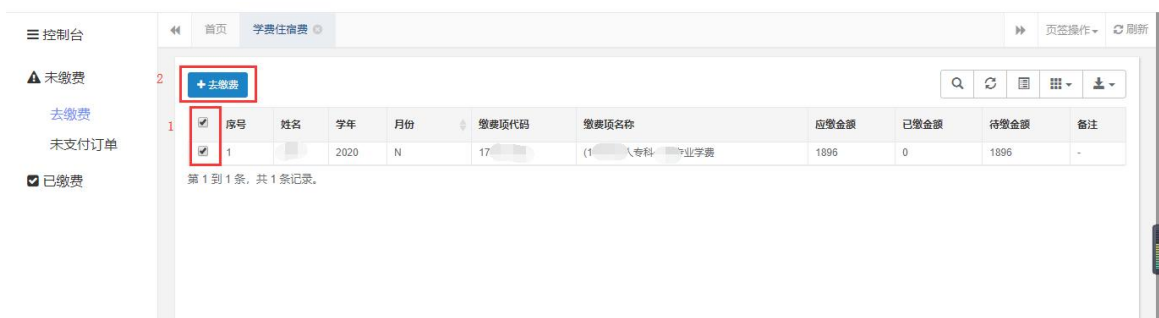 控制台
首页 学费住宿费 页签操作 刷新
未缴费
2 去缴费
去缴费
1 序号 姓名 学年 月份 缴费项代码 缴费项名称 应缴金额 已缴金额 待缴金额 备注
未支付订单
1 2020 N 17 (1 人专科 专业学费 1896 0 1896 -
已缴费
第 1 到 1 条，共 1 条记录。